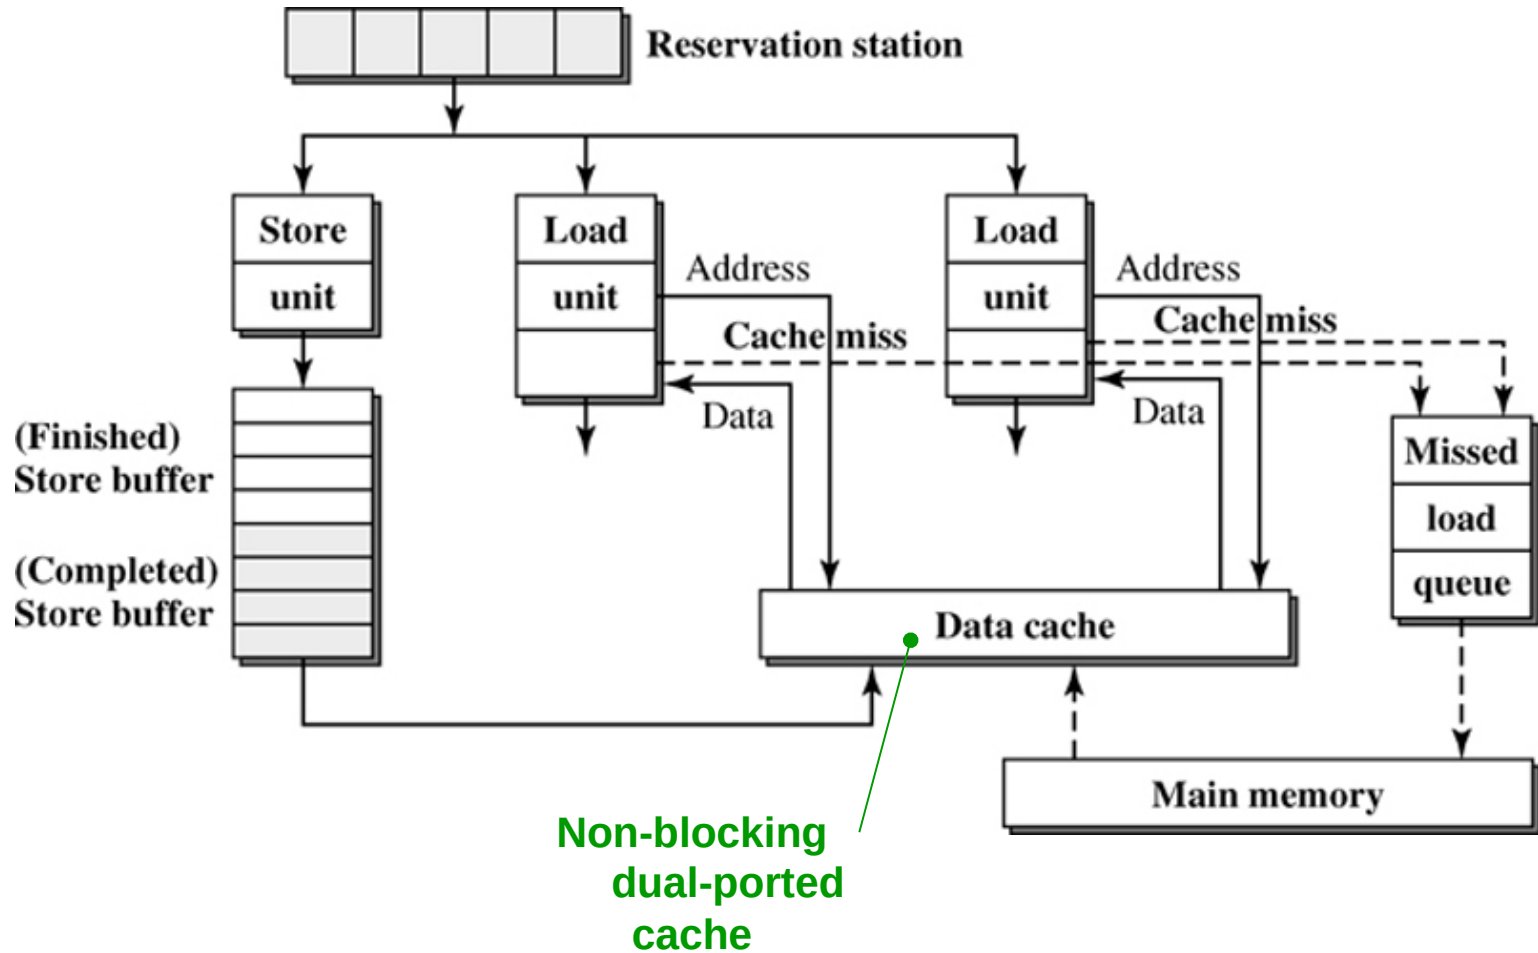 Reservation station
Store
unit
Load
unit
Load
unit
Address
Address
Cache miss
Cache miss
Data
Data
(Finished)
Store buffer
(Completed)
Store buffer
Missed
load
queue
Data cache
Main memory
Non-blocking
dual-ported
cache